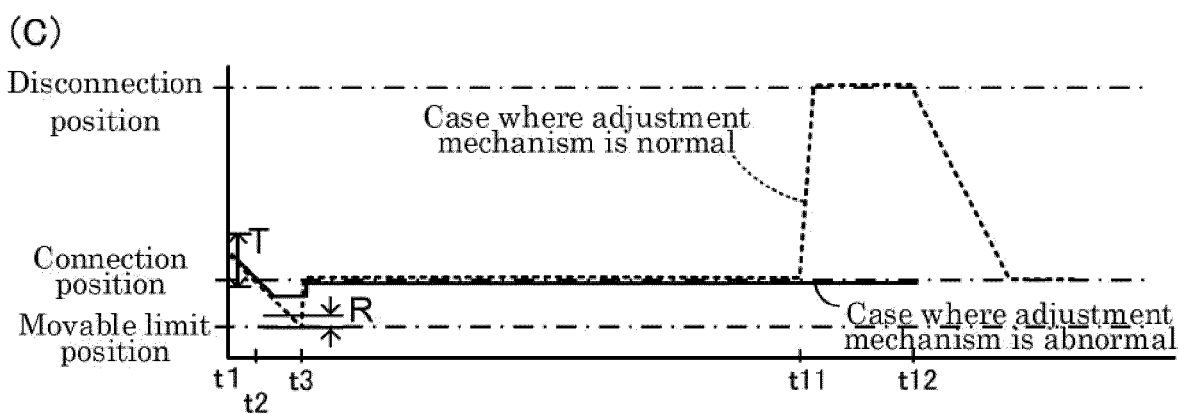 (C)
Disconnection
position
Case where adjustment
mechanism is normal
T
Connection
position
R
Movable limit
position
Case where adjustment
mechanism is abnormal
t1
t2
t3
t11
t12